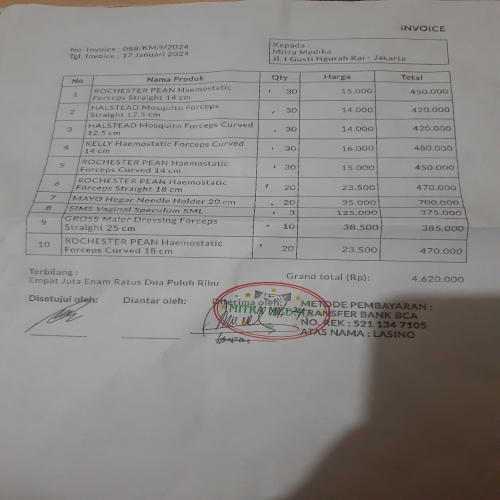 INVOICE
No. Invoice : 088/KM/I/2024
Tgl. Invoice : 17 Januari 2024
Kepada :
Mitra Medika
Jl. I Gusti Ngurah Rai - Jakarta
No Nama Produk Qty Harga Total
1 ROCHESTER PEAN Haemostatic Forceps Straight 14 cm 30 15.000 450.000
2 HALSTEAD Mosquito Forceps Straight 12.5 cm 30 14.000 420.000
3 HALSTEAD Mosquito Forceps Curved 12.5 cm 30 14.000 420.000
4 KELLY Haemostatic Forceps Curved 14 cm 30 16.000 480.000
5 ROCHESTER PEAN Haemostatic Forceps Curved 14 cm 30 15.000 450.000
6 ROCHESTER PEAN Haemostatic Forceps Straight 18 cm 20 23.500 470.000
7 MAYO Hegar Needle Holder 20 cm 20 35.000 700.000
8 SIMS Vaginal Speculum SML 3 125.000 375.000
9 GROSS Maier Dressing Forceps Straight 25 cm 10 38.500 385.000
10 ROCHESTER PEAN Haemostatic Forceps Curved 18 cm 20 23.500 470.000
Terbilang :
Empat Juta Enam Ratus Dua Puluh Ribu
Grand total (Rp): 4.620.000
Disetujui oleh: Diantar oleh: Diterima oleh:
MITRA MEDIKA
METODE PEMBAYARAN :
TRANSFER BANK BCA
NO. REK : 521 134 7105
ATAS NAMA : LASINO